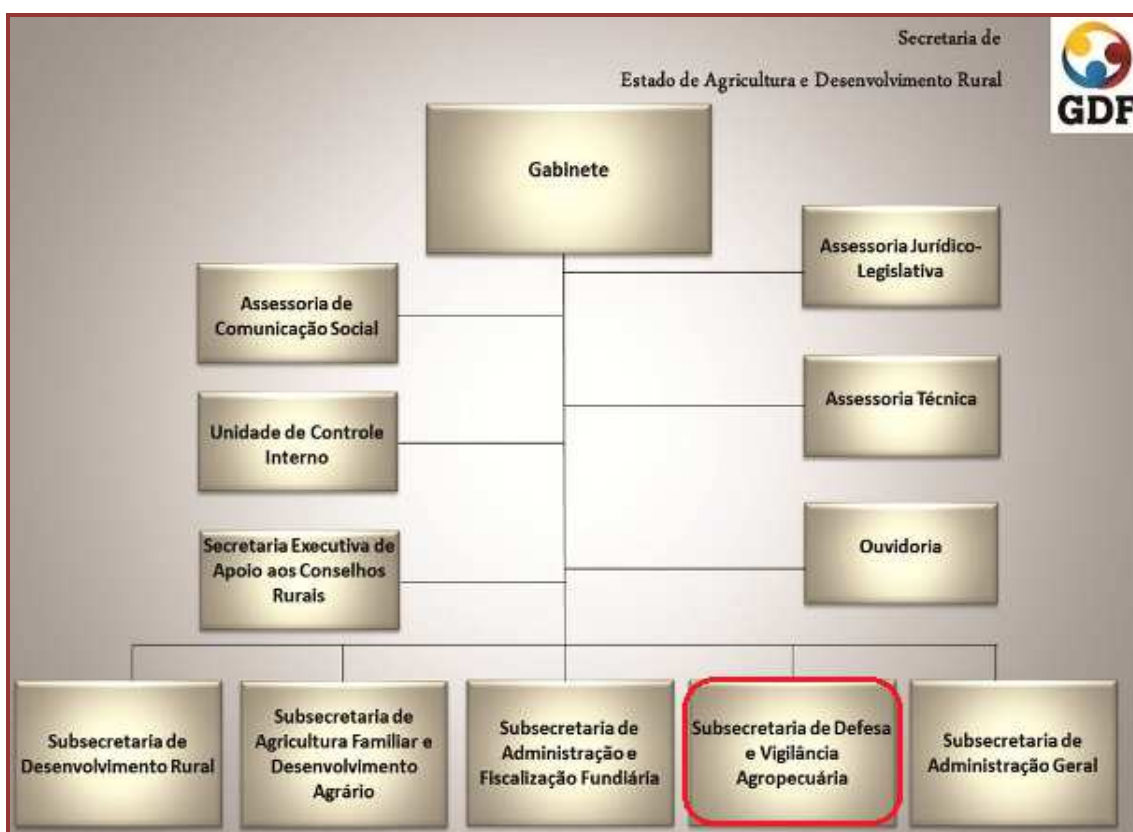 Secretaria de
Estado de Agricultura e Desenvolvimento Rural
GDF
Gabinete
Assessoria Jurídico-
Legislativa
Assessoria de
Comunicação Social
Assessoria Técnica
Unidade de Controle
Interno
Ouvidoria
Secretaria Executiva de
Apoio aos Conselhos
Rurais
Subsecretaria de
Desenvolvimento Rural
Subsecretaria de
Agricultura Familiar e
Desenvolvimento
Agrário
Subsecretaria de
Administração e
Fiscalização Fundiária
Subsecretaria de Defesa
e Vigilância
Agropecuária
Subsecretaria de
Administração Geral